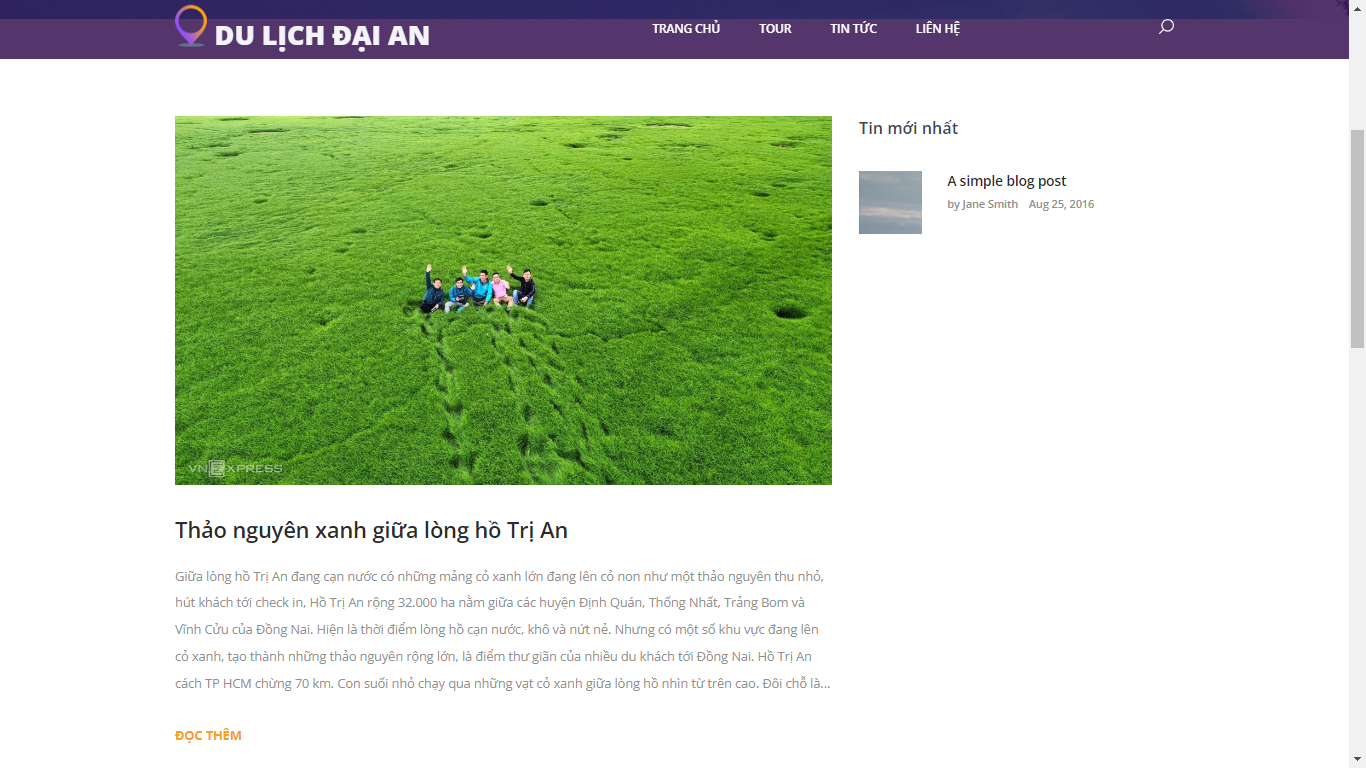 DU LỊCH ĐẠI AN
TRANG CHỦ TOUR TIN TỨC LIÊN HỆ
VNEXPRESS
Thảo nguyên xanh giữa lòng hồ Trị An
Giữa lòng hồ Trị An đang cạn nước có những mảng cỏ xanh lớn đang lên cỏ non như một thảo nguyên thu nhỏ,
hút khách tới check in, Hồ Trị An rộng 32.000 ha nằm giữa các huyện Định Quán, Thống Nhất, Trảng Bom và
Vĩnh Cửu của Đồng Nai. Hiện là thời điểm lòng hồ cạn nước, khô và nứt nẻ. Nhưng có một số khu vực đang lên
cỏ xanh, tạo thành những thảo nguyên rộng lớn, là điểm thư giãn của nhiều du khách tới Đồng Nai. Hồ Trị An
cách TP HCM chừng 70 km. Con suối nhỏ chạy qua những vạt cỏ xanh giữa lòng hồ nhìn từ trên cao. Đôi chỗ là...
ĐỌC THÊM
Tin mới nhất
A simple blog post
by Jane Smith Aug 25, 2016